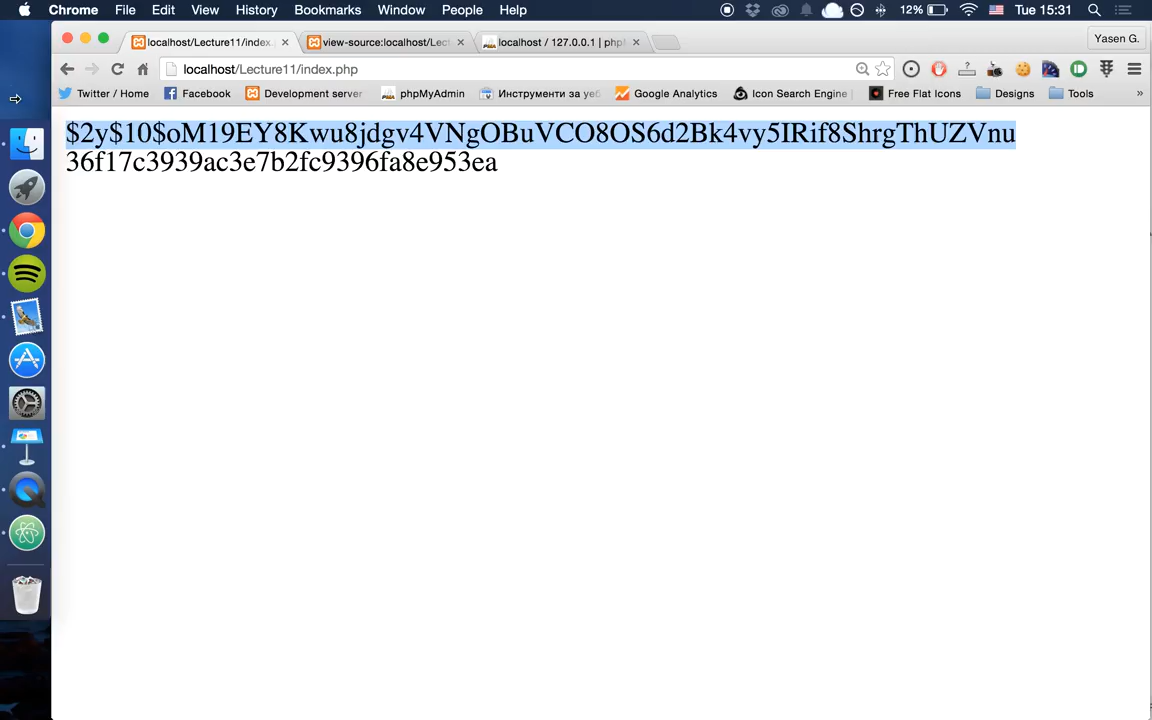 Chrome File Edit View History Bookmarks Window People Help 12% Tue 15:31
localhost/Lecture11/index. view-source:localhost/Lect localhost / 127.0.0.1 | php Yasen G.
localhost/Lecture11/index.php
Twitter / Home Facebook Development server phpMyAdmin Инструменти за уеб Google Analytics Icon Search Engine | Free Flat Icons Designs Tools »
$2y$10$oM19EY8Kwu8jdgv4VNgOBuVCO8OS6d2Bk4vy5IRif8ShrgThUZVnu
36f17c3939ac3e7b2fc9396fa8e953ea